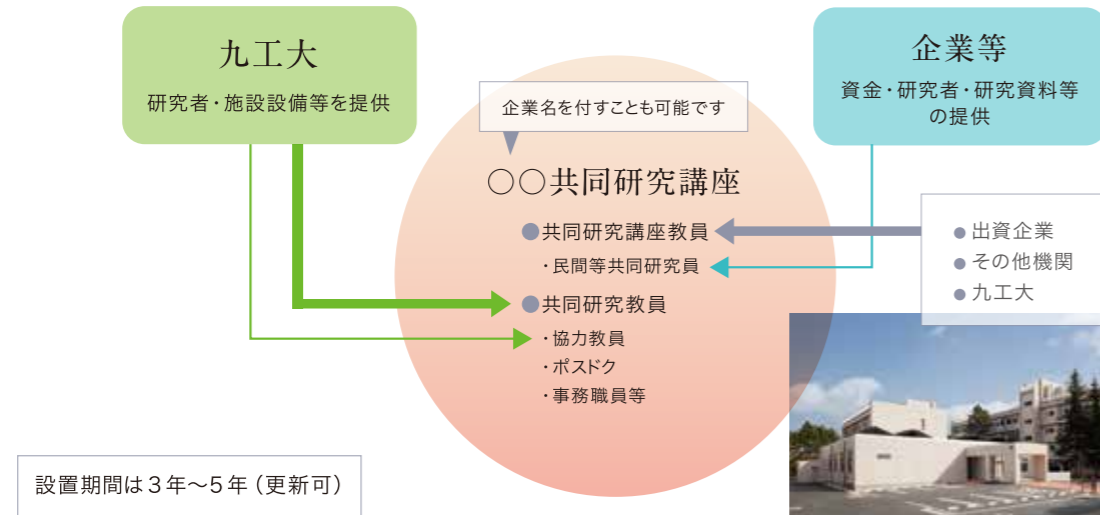 九工大
研究者・施設設備等を提供
企業等
資金・研究者・研究資料等
の提供
企業名を付すことも可能です
○○共同研究講座
●共同研究講座教員
・民間等共同研究員
●共同研究教員
・協力教員
・ポスドク
・事務職員等
●出資企業
●その他機関
●九工大
設置期間は3年〜5年(更新可)